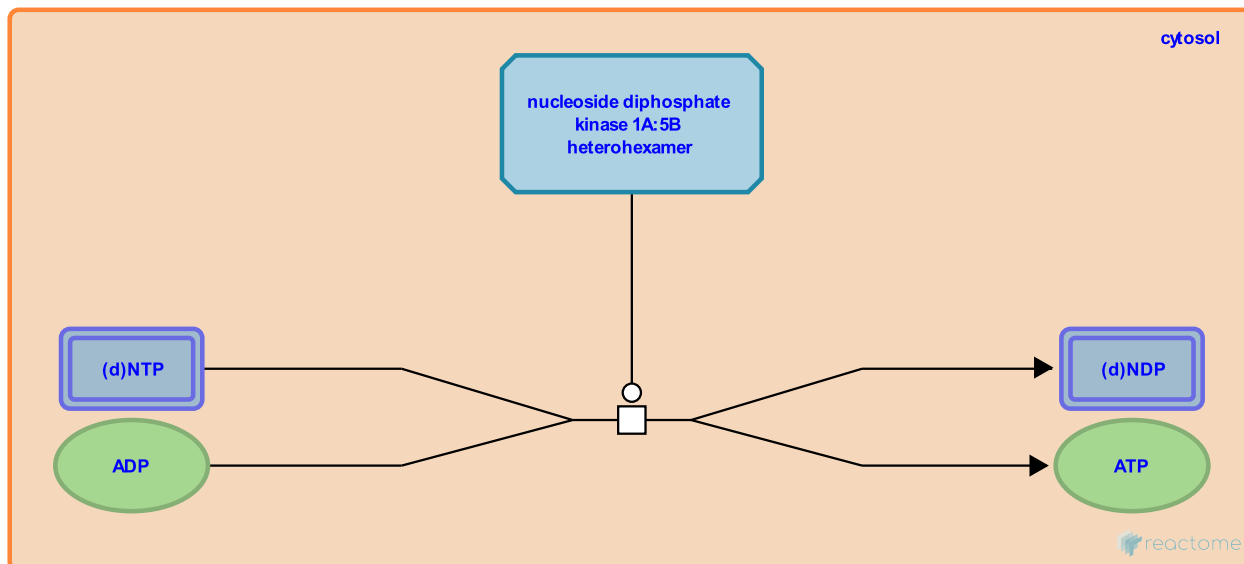 cytosol
nucleoside diphosphate
kinase 1A:5B
heterohexamer
(d)NTP
(d)NDP
ADP
ATP
reactome